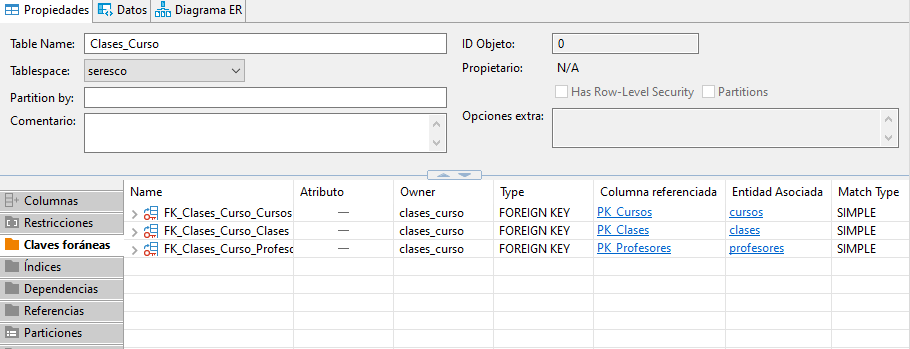 Propiedades Datos Diagrama ER
Table Name: Clases_Curso ID Objeto: 0
Tablespace: seresco Propietario: N/A
Partition by: Has Row-Level Security Partitions
Comentario: Opciones extra:
Columnas Name Atributo Owner Type Columna referenciada Entidad Asociada Match Type
Restricciones FK_Clases_Curso_Cursos — clases_curso FOREIGN KEY PK_Cursos cursos SIMPLE
Claves foráneas FK_Clases_Curso_Clases — clases_curso FOREIGN KEY PK_Clases clases SIMPLE
FK_Clases_Curso_Profesc — clases_curso FOREIGN KEY PK_Profesores profesores SIMPLE
Índices
Dependencias
Referencias
Particiones